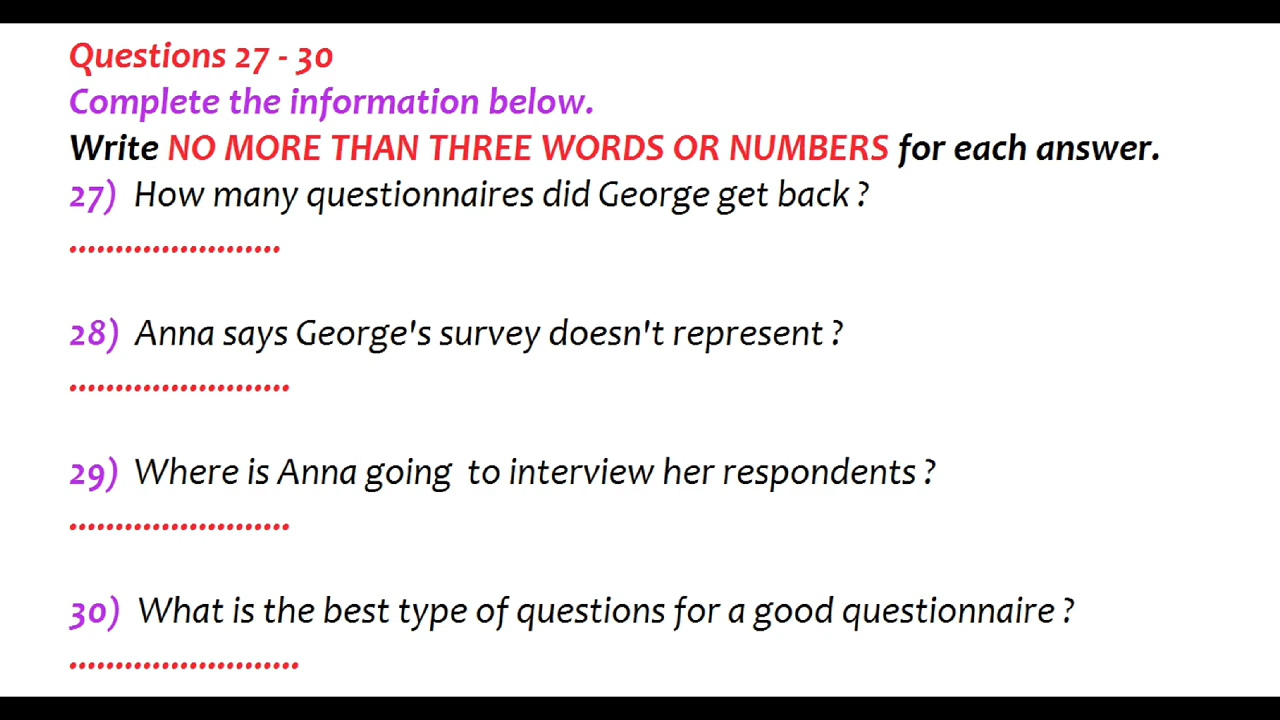 Questions 27 - 30
Complete the information below.
Write NO MORE THAN THREE WORDS OR NUMBERS for each answer.
27) How many questionnaires did George get back ?
.......................
28) Anna says George's survey doesn't represent ?
........................
29) Where is Anna going to interview her respondents ?
........................
30) What is the best type of questions for a good questionnaire ?
.........................